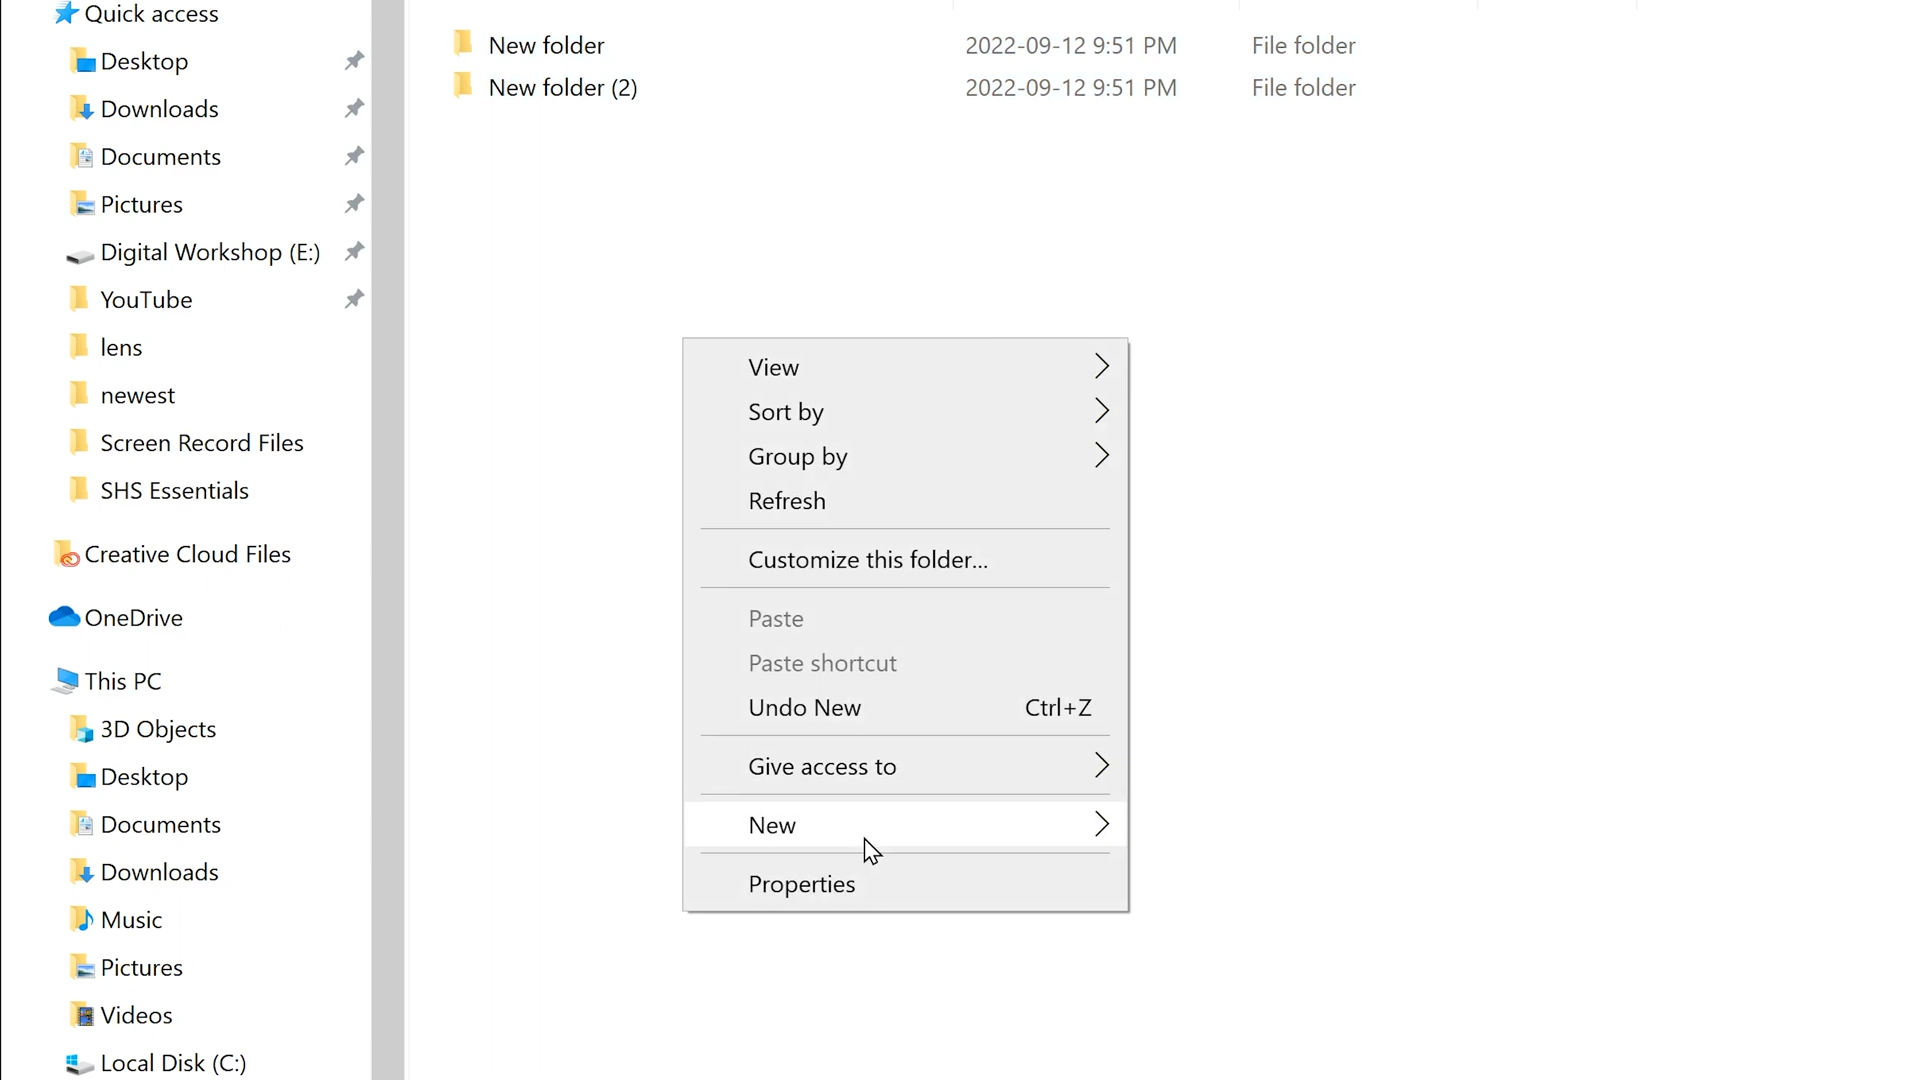 Quick access
Desktop
Downloads
Documents
Pictures
Digital Workshop (E:)
YouTube
lens
newest
Screen Record Files
SHS Essentials
Creative Cloud Files
OneDrive
This PC
3D Objects
Desktop
Documents
Downloads
Music
Pictures
Videos
Local Disk (C:)
New folder 2022-09-12 9:51 PM File folder
New folder (2) 2022-09-12 9:51 PM File folder
View
Sort by
Group by
Refresh
Customize this folder...
Paste
Paste shortcut
Undo New Ctrl+Z
Give access to
New
Properties